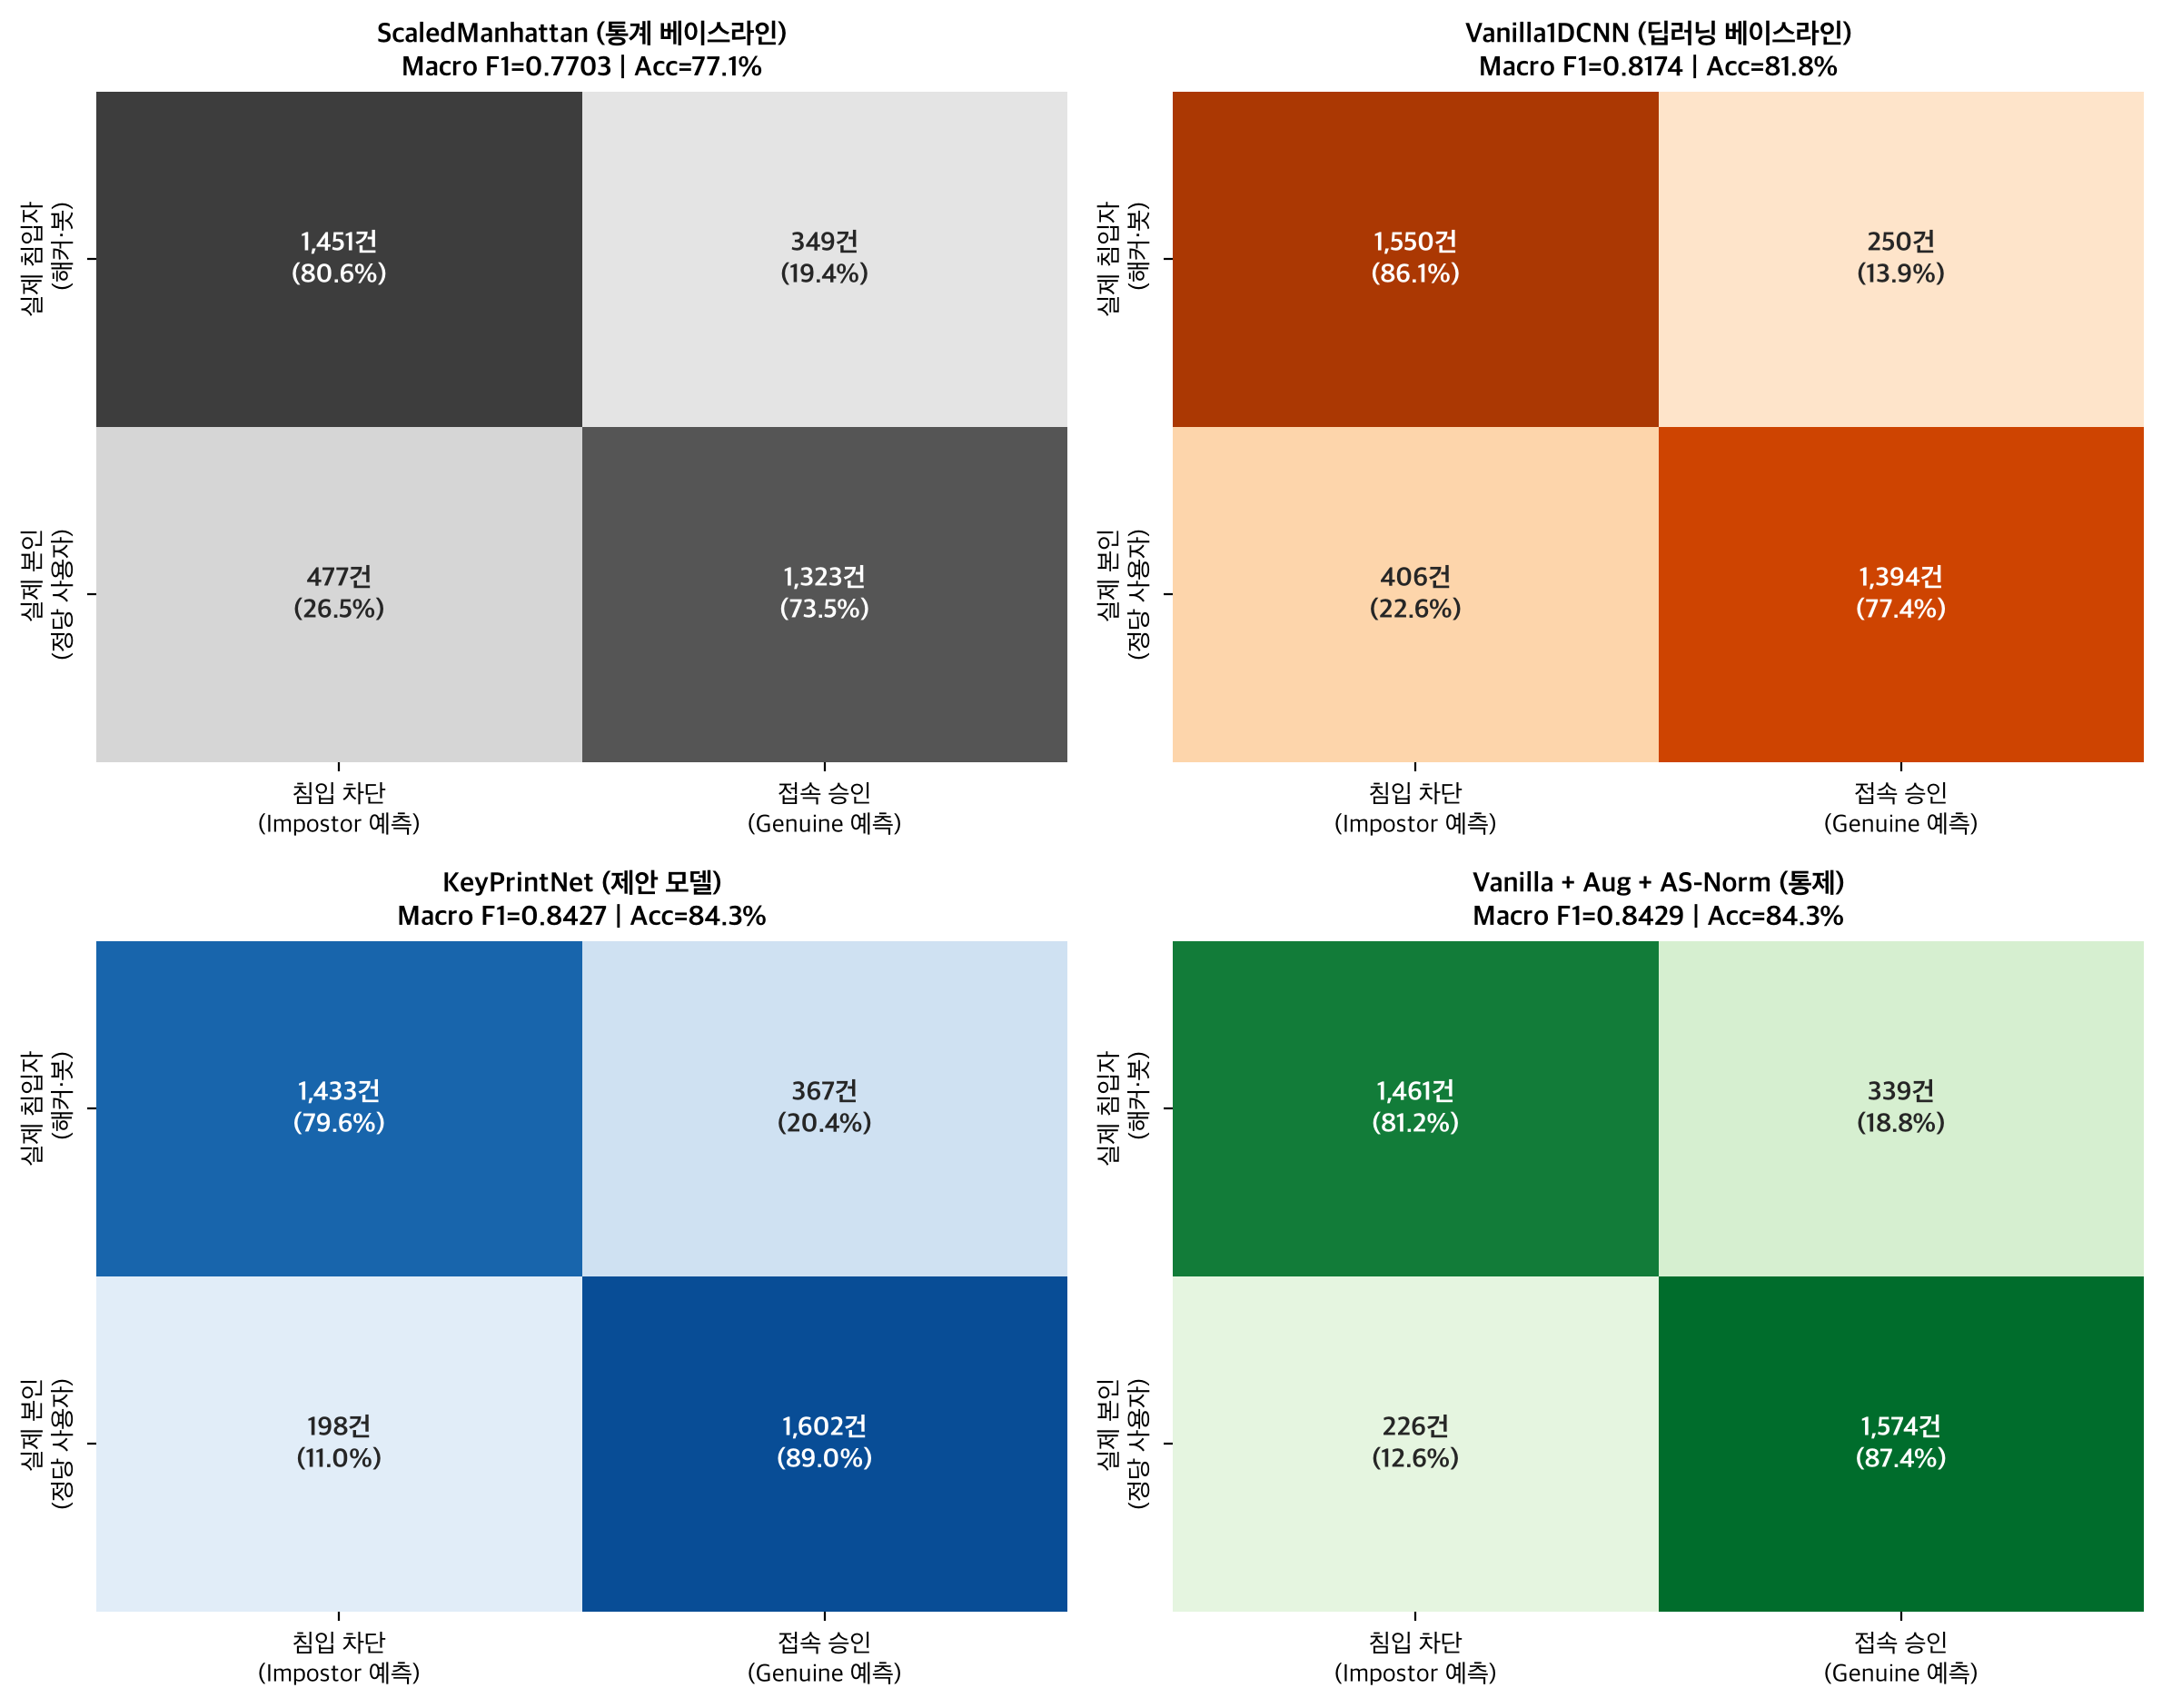 ScaledManhattan (통계 베이스라인)
Macro F1=0.7703 | Acc=77.1%
실제 침입자
(해커·봇)
1,451건
(80.6%)
349건
(19.4%)
실제 본인
(정당 사용자)
477건
(26.5%)
1,323건
(73.5%)
침입 차단
(Impostor 예측)
접속 승인
(Genuine 예측)
Vanilla1DCNN (딥러닝 베이스라인)
Macro F1=0.8174 | Acc=81.8%
실제 침입자
(해커·봇)
1,550건
(86.1%)
250건
(13.9%)
실제 본인
(정당 사용자)
406건
(22.6%)
1,394건
(77.4%)
침입 차단
(Impostor 예측)
접속 승인
(Genuine 예측)
KeyPrintNet (제안 모델)
Macro F1=0.8427 | Acc=84.3%
실제 침입자
(해커·봇)
1,433건
(79.6%)
367건
(20.4%)
실제 본인
(정당 사용자)
198건
(11.0%)
1,602건
(89.0%)
침입 차단
(Impostor 예측)
접속 승인
(Genuine 예측)
Vanilla + Aug + AS-Norm (통제)
Macro F1=0.8429 | Acc=84.3%
실제 침입자
(해커·봇)
1,461건
(81.2%)
339건
(18.8%)
실제 본인
(정당 사용자)
226건
(12.6%)
1,574건
(87.4%)
침입 차단
(Impostor 예측)
접속 승인
(Genuine 예측)